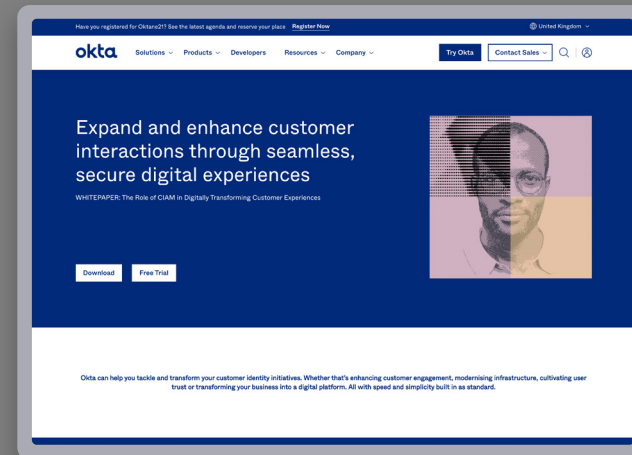 Have you registered for Oktane21? See the latest agenda and reserve your place Register Now
United Kingdom
okta
Solutions Products Developers Resources Company
Try Okta Contact Sales
Expand and enhance customer
interactions through seamless,
secure digital experiences
WHITEPAPER: The Role of CIAM in Digitally Transforming Customer Experiences
Download Free Trial
Okta can help you tackle and transform your customer identity initiatives. Whether that's enhancing customer engagement, modernising infrastructure, cultivating user
trust or transforming your business into a digital platform. All with speed and simplicity built in as standard.